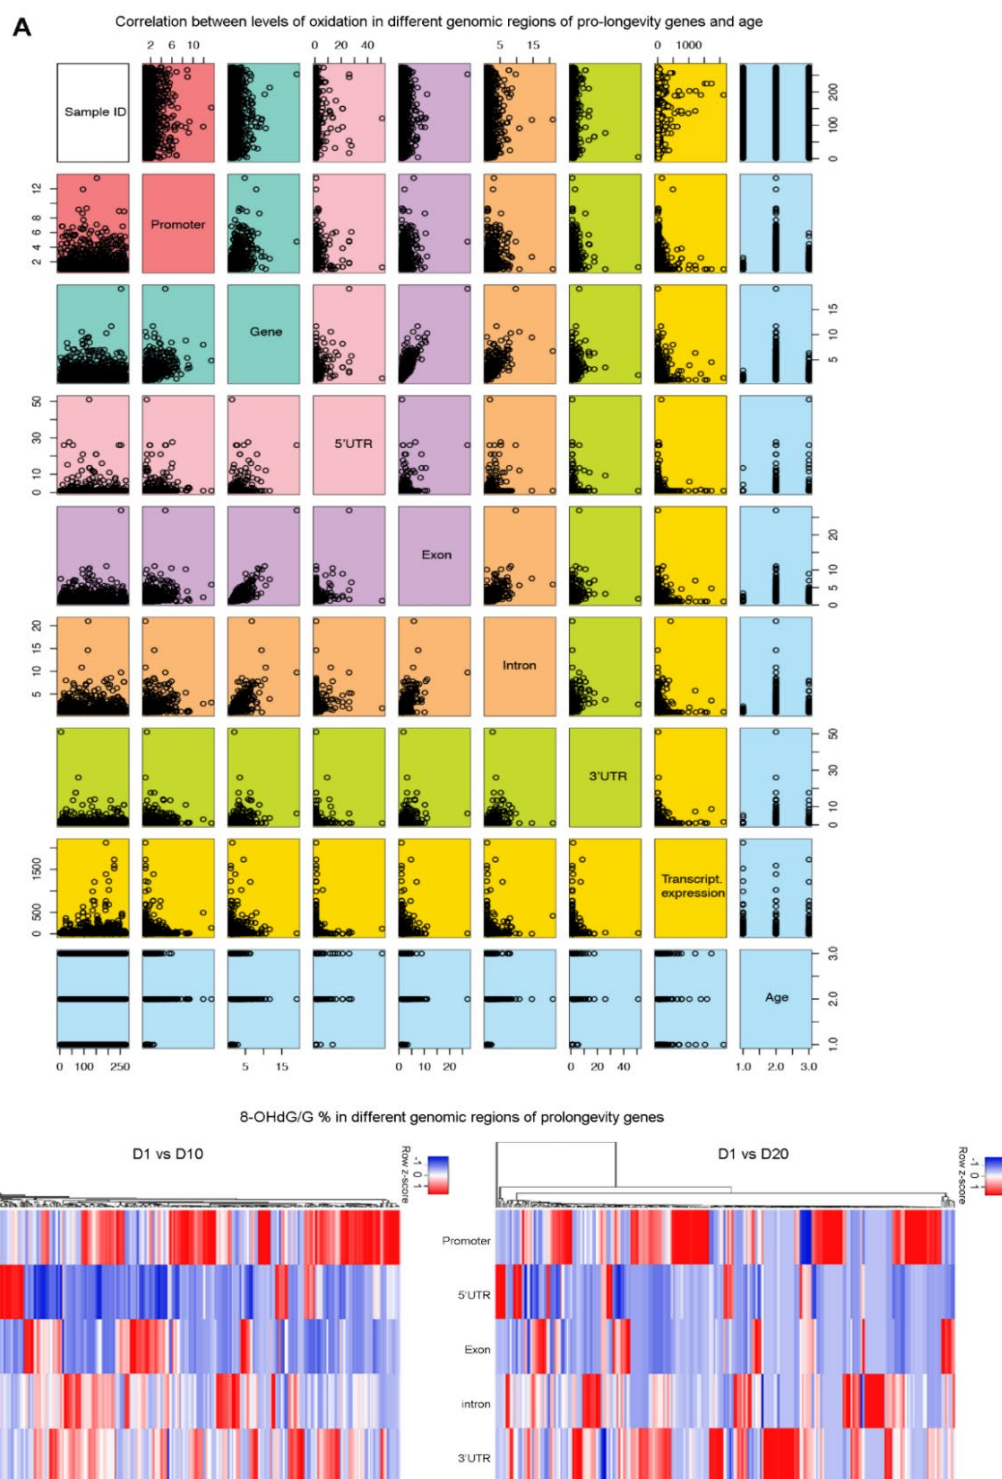 A
Correlation between levels of oxidation in different genomic regions of pro-longevity genes and age
2 6 10 0 20 40 5 15 0 1000
Sample ID
0 100 200
2 4 6 8 12
Promoter
Gene
5 10 15
0 10 30 50
5'UTR
Exon
0 5 10 20
5 10 15 20
Intron
3'UTR
0 10 30 50
0 500 1500
Transcript.
expression
Age
1.0 2.0 3.0
0 100 250 5 15 0 10 20 0 20 40 1.0 2.0 3.0
8-OHdG/G % in different genomic regions of prolongevity genes
D1 vs D10
-1 0 1
Row z-score
D1 vs D20
-1 0 1
Row z-score
Promoter
5'UTR
Exon
intron
3'UTR